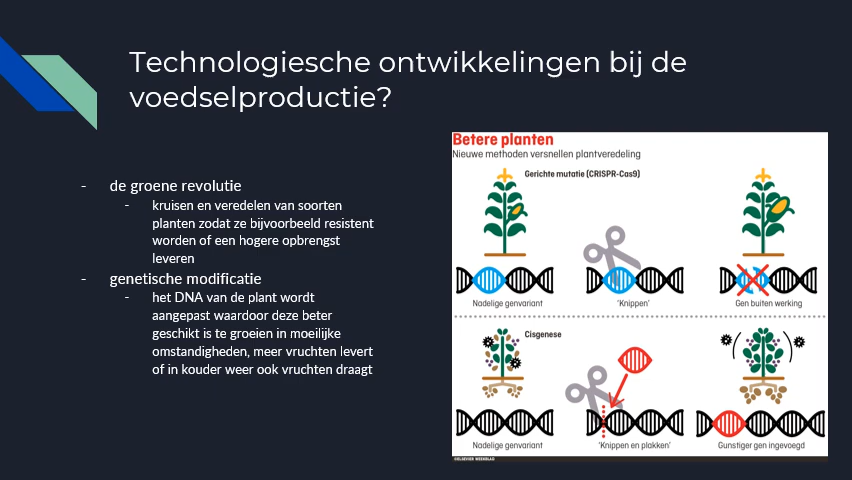 Technologiesche ontwikkelingen bij de
voedselproductie?
- de groene revolutie
- kruisen en veredelen van soorten
planten zodat ze bijvoorbeeld resistent
worden of een hogere opbrengst
leveren
- genetische modificatie
- het DNA van de plant wordt
aangepast waardoor deze beter
geschikt is te groeien in moeilijke
omstandigheden, meer vruchten levert
of in kouder weer ook vruchten draagt
Betere planten
Nieuwe methoden versnellen plantveredeling
Gerichte mutatie (CRISPR-Cas9)
Nadelige genvariant
'Knippen'
Gen buiten werking
Cisgenese
Nadelige genvariant
'Knippen en plakken'
Gunstiger gen ingevoegd
©ELSEVIER WEEKBLAD